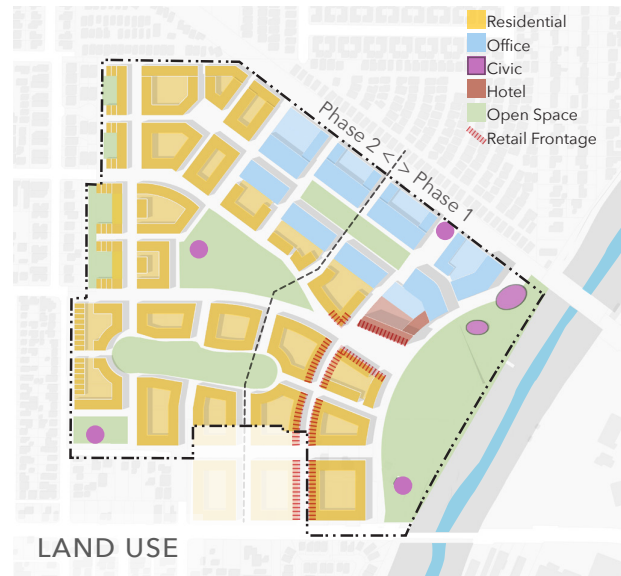 Residential
Office
Civic
Hotel
Open Space
Retail Frontage
Phase 2 <-> Phase 1
LAND USE